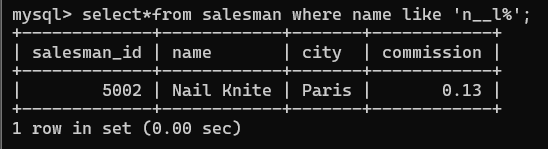 mysql> select*from salesman where name like 'n__l%';
+-------------+------------+-------+------------+
| salesman_id | name       | city  | commission |
+-------------+------------+-------+------------+
|        5002 | Nail Knite | Paris |       0.13 |
+-------------+------------+-------+------------+
1 row in set (0.00 sec)